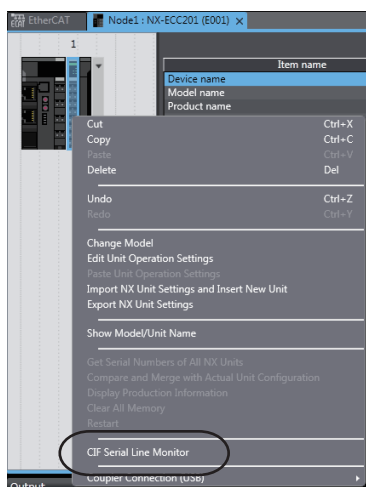 EtherCAT
Node1 : NX-ECC201 (E001)
1
Item name
Device name
Model name
Product name
Cut Ctrl+X
Copy Ctrl+C
Paste Ctrl+V
Delete Del
Undo Ctrl+Z
Redo Ctrl+Y
Change Model
Edit Unit Operation Settings
Paste Unit Operation Settings
Import NX Unit Settings and Insert New Unit
Export NX Unit Settings
Show Model/Unit Name
Get Serial Numbers of All NX Units
Compare and Merge with Actual Unit Configuration
Display Production Information
Clear All Memory
Restart
CIF Serial Line Monitor
Coupler Connection (USB)
Output